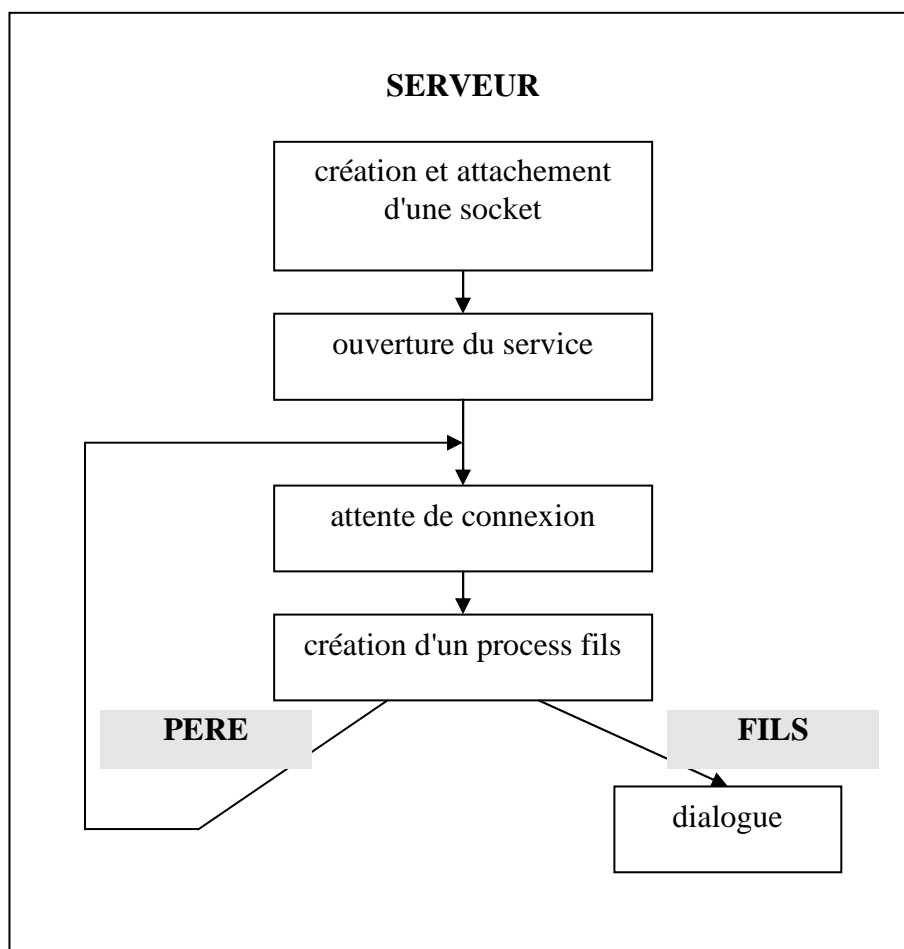 SERVEUR
création et attachement
d'une socket
ouverture du service
attente de connexion
création d'un process fils
PERE
FILS
dialogue